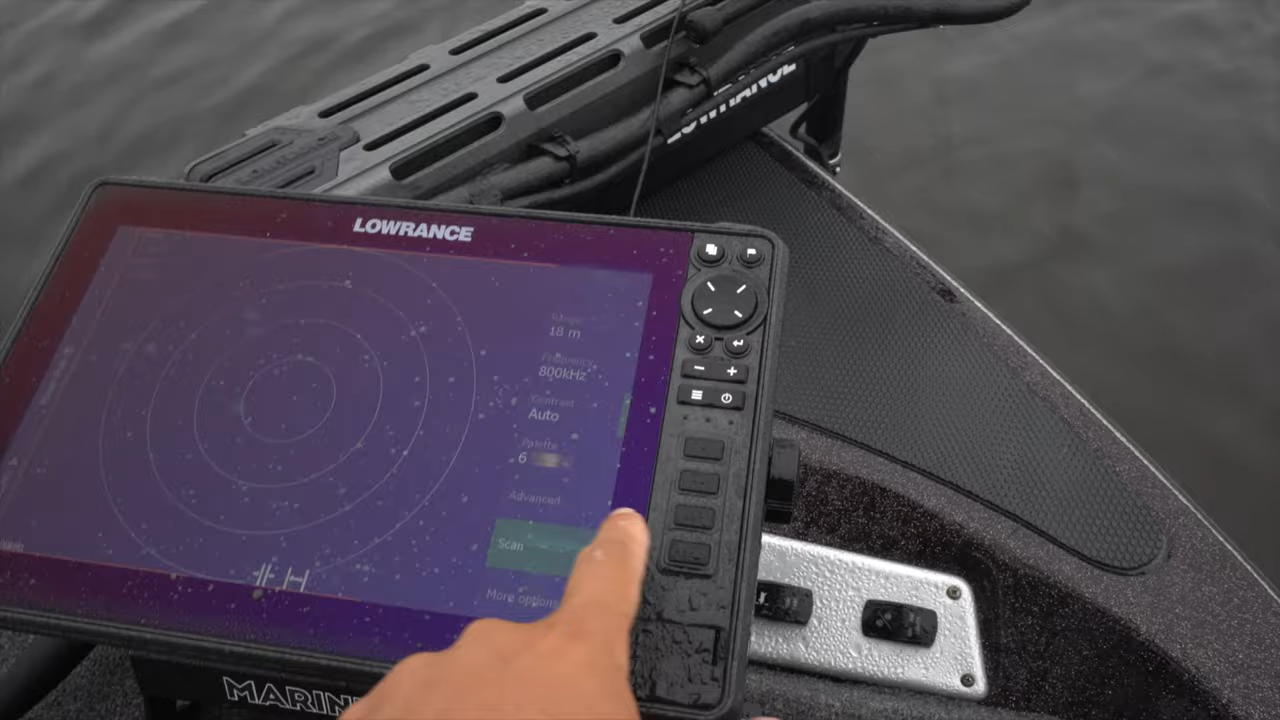 LOWRANCE
LOWRANCE
Range
18 m
Frequency
800kHz
Contrast
Auto
Palette
6
Advanced
Scan
More options
MARIN